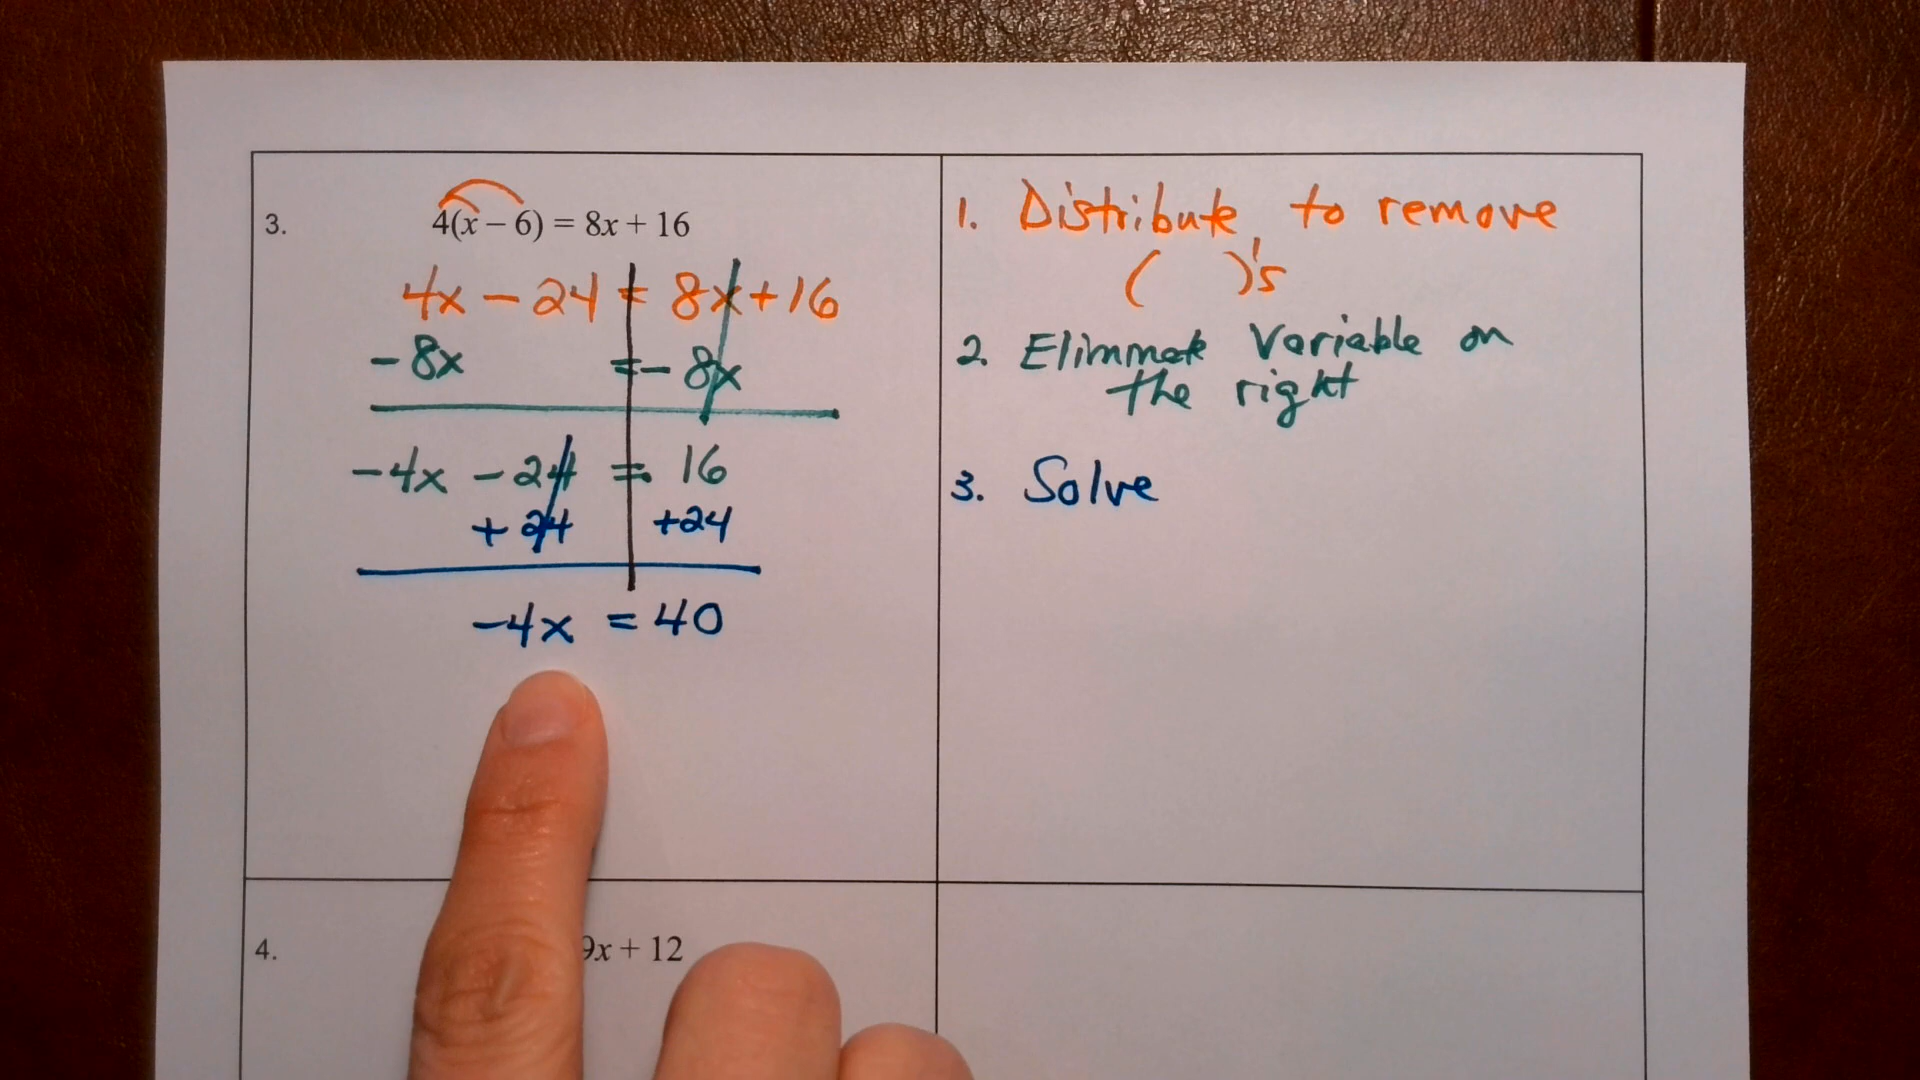 3. 4(x – 6) = 8x + 16
4x – 24 = 8x + 16
– 8x = – 8x
–4x – 24 = 16
+ 24 +24
–4x = 40
1. Distribute to remove
( )'s
2. Variable on
the right
3. Solve
4. 9x + 12